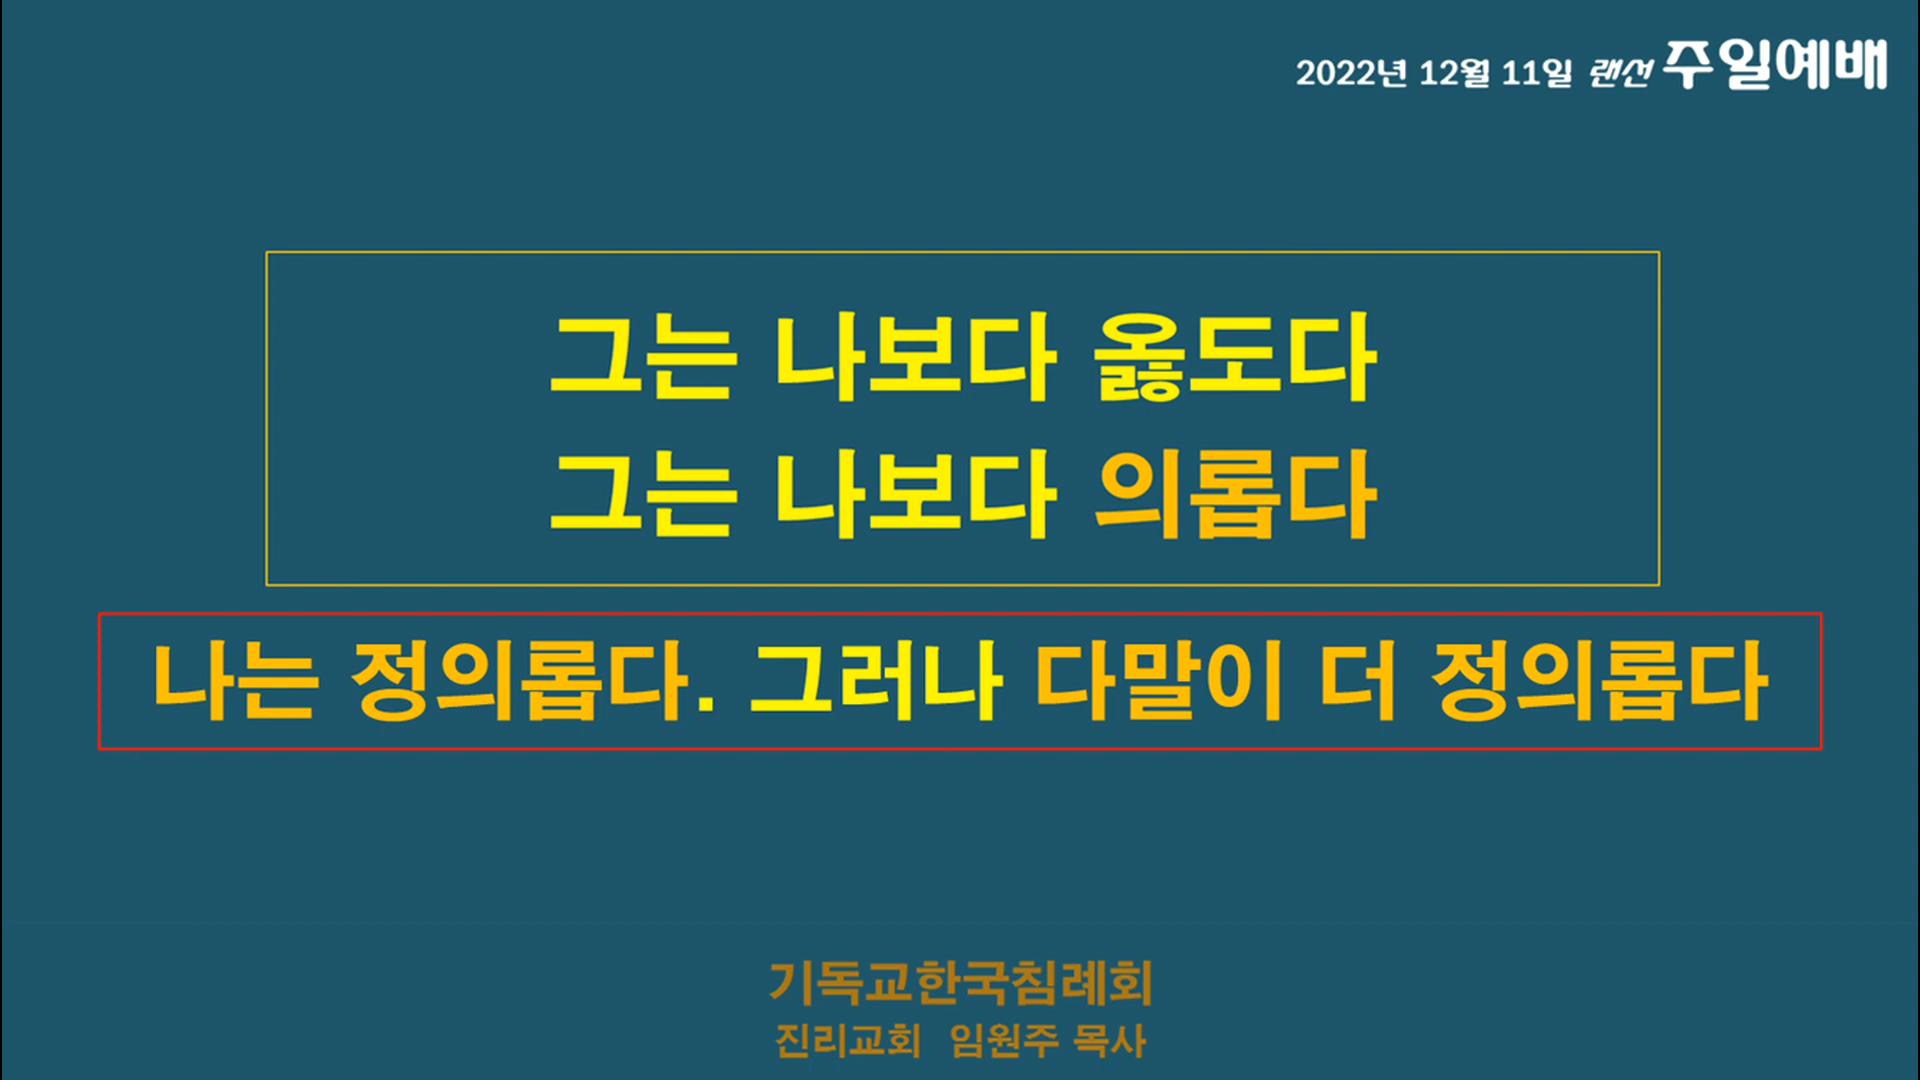 2022년 12월 11일 랜선 주일예배
그는 나보다 옳도다
그는 나보다 의롭다
나는 정의롭다. 그러나 다말이 더 정의롭다
기독교한국침례회
진리교회 임원주 목사